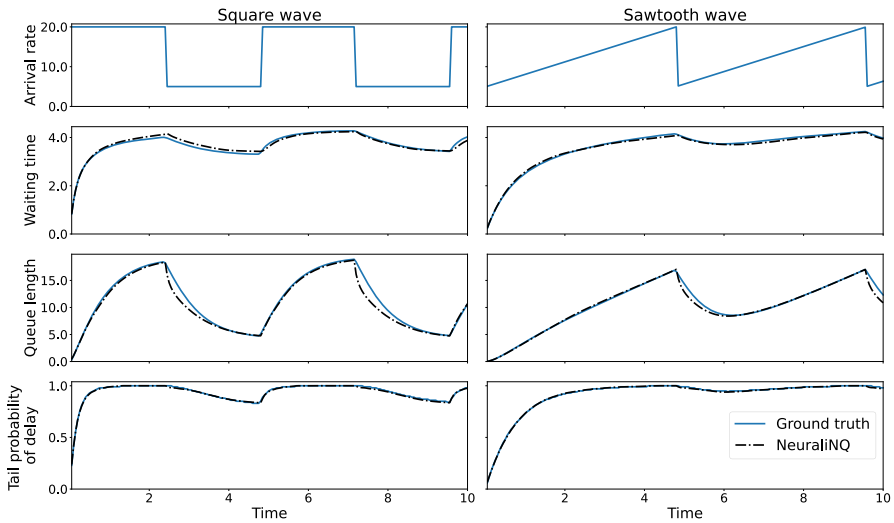 Square wave
Sawtooth wave
Arrival rate
20.0
10.0
0.0
Waiting time
4.0
2.0
0.0
Queue length
15.0
10.0
5.0
0.0
Tail probability
of delay
1.0
0.5
0.0
Ground truth
NeuraliNQ
2 4 6 8 10
0 2 4 6 8 10
Time
Time